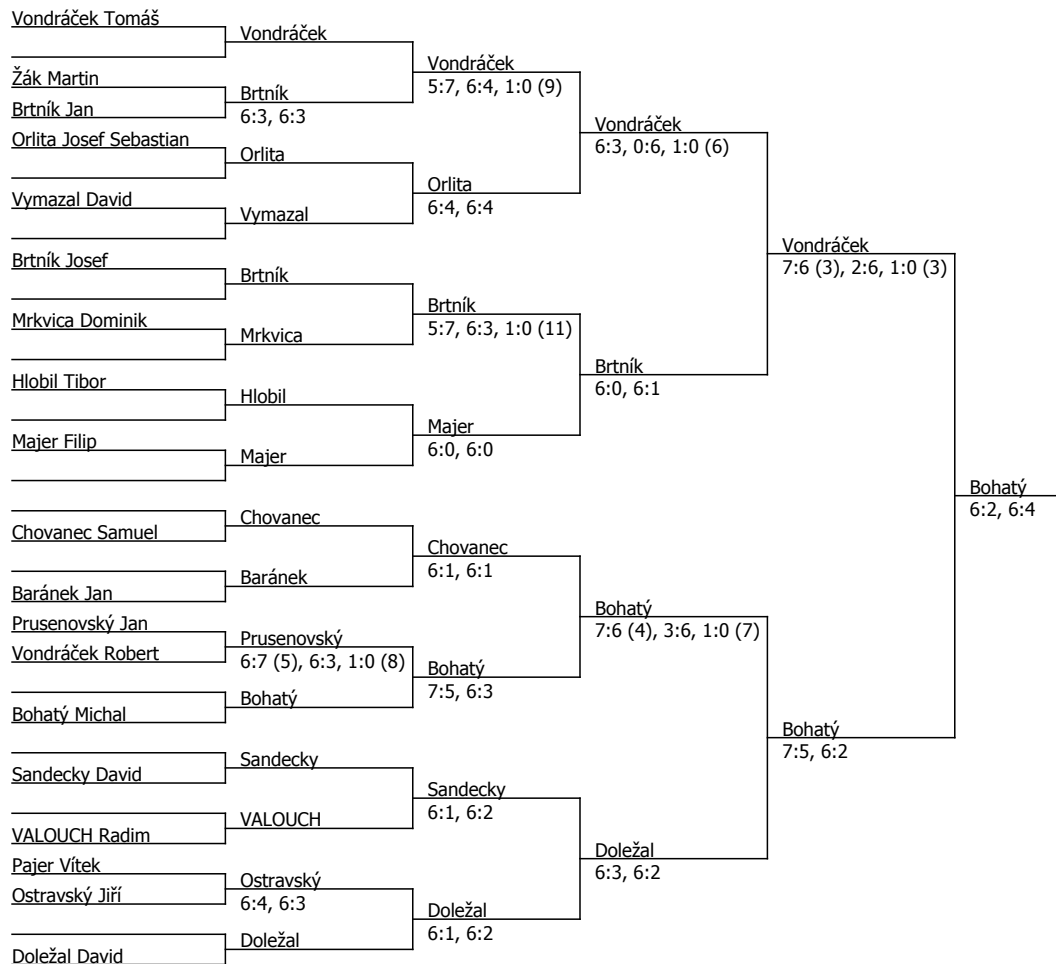 Vondráček Tomáš
Žák Martin
Brtník Jan
Orlita Josef Sebastian
Vymazal David
Brtník Josef
Mrkvica Dominik
Hlobil Tibor
Majer Filip
Chovanec Samuel
Baránek Jan
Prusenovský Jan
Vondráček Robert
Bohatý Michal
Sandecky David
VALOUCH Radim
Pajer Vítek
Ostravský Jiří
Doležal David
Vondráček
Brtník
6:3, 6:3
Orlita
Vymazal
Brtník
Mrkvica
Hlobil
Majer
Chovanec
Baránek
Prusenovský
6:7 (5), 6:3, 1:0 (8)
Bohatý
Sandecky
VALOUCH
Ostravský
6:4, 6:3
Doležal
Vondráček
5:7, 6:4, 1:0 (9)
Orlita
6:4, 6:4
Brtník
5:7, 6:3, 1:0 (11)
Majer
6:0, 6:0
Chovanec
6:1, 6:1
Bohatý
7:5, 6:3
Sandecky
6:1, 6:2
Doležal
6:1, 6:2
Vondráček
6:3, 0:6, 1:0 (6)
Brtník
6:0, 6:1
Bohatý
7:6 (4), 3:6, 1:0 (7)
Doležal
6:3, 6:2
Vondráček
7:6 (3), 2:6, 1:0 (3)
Bohatý
7:5, 6:2
Bohatý
6:2, 6:4